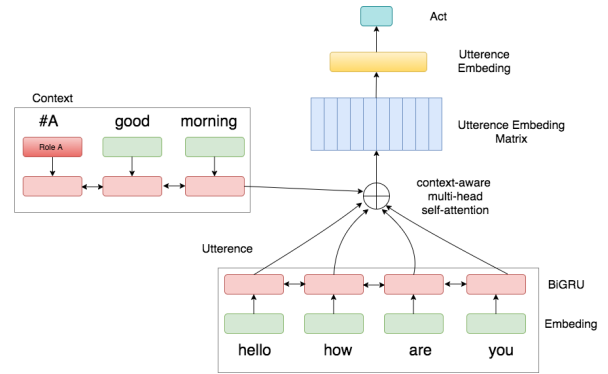 Act
Utterence
Embeding
Context
#A good morning
Role A
Utterence Embeding
Matrix
context-aware
multi-head
self-attention
Utterence
BiGRU
Embeding
hello how are you